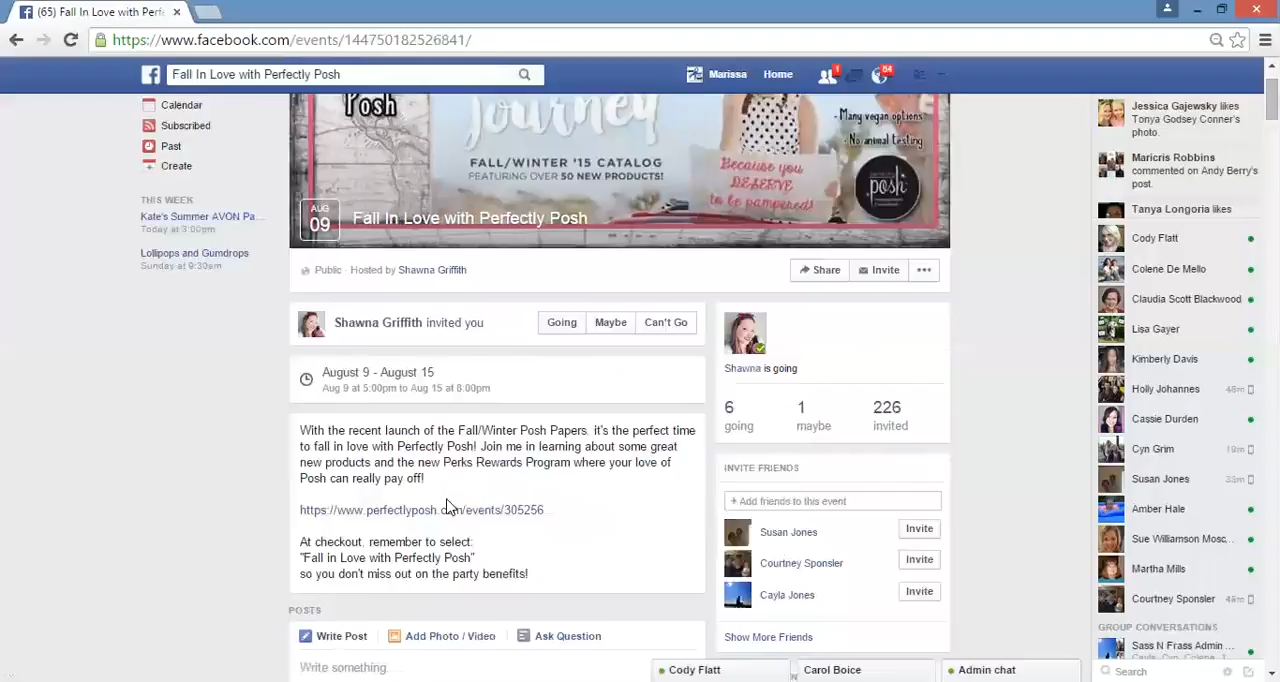 (65) Fall In Love with Perfe
https://www.facebook.com/events/144750182526841/
Fall In Love with Perfectly Posh
Marissa
Home
1
64
Calendar
Subscribed
Past
Create
THIS WEEK
Kate's Summer AVON Pa...
Today at 3:00pm
Lollipops and Gumdrops
Sunday at 9:30am
Posh
Journey
FALL/WINTER '15 CATALOG
FEATURING OVER 50 NEW PRODUCTS!
- Many vegan options
- No animal testing
Because you
DESERVE
to be pampered
posh
AUG
09
Fall In Love with Perfectly Posh
Public · Hosted by Shawna Griffith
Share
Invite
Shawna Griffith invited you
Going
Maybe
Can't Go
August 9 - August 15
Aug 9 at 5:00pm to Aug 15 at 8:00pm
With the recent launch of the Fall/Winter Posh Papers, it's the perfect time
to fall in love with Perfectly Posh! Join me in learning about some great
new products and the new Perks Rewards Program where your love of
Posh can really pay off!
https://www.perfectlyposh.com/events/305256
At checkout, remember to select:
"Fall in Love with Perfectly Posh"
so you don't miss out on the party benefits!
POSTS
Write Post
Add Photo / Video
Ask Question
Write something...
Shawna is going
6
going
1
maybe
226
invited
INVITE FRIENDS
+ Add friends to this event
Susan Jones
Invite
Courtney Sponsler
Invite
Cayla Jones
Invite
Show More Friends
Jessica Gajewsky likes
Tonya Godsey Conner's
photo.
Maricris Robbins
commented on Andy Berry's
post.
Tanya Longoria likes
Cody Flatt
Colene De Mello
Claudia Scott Blackwood
Lisa Gayer
Kimberly Davis
Holly Johannes
Cassie Durden
Cyn Grim
Susan Jones
Amber Hale
Sue Williamson Mosc...
Martha Mills
Courtney Sponsler
GROUP CONVERSATIONS
Sass N Frass Admin ...
Search
Cody Flatt
Carol Boice
Admin chat